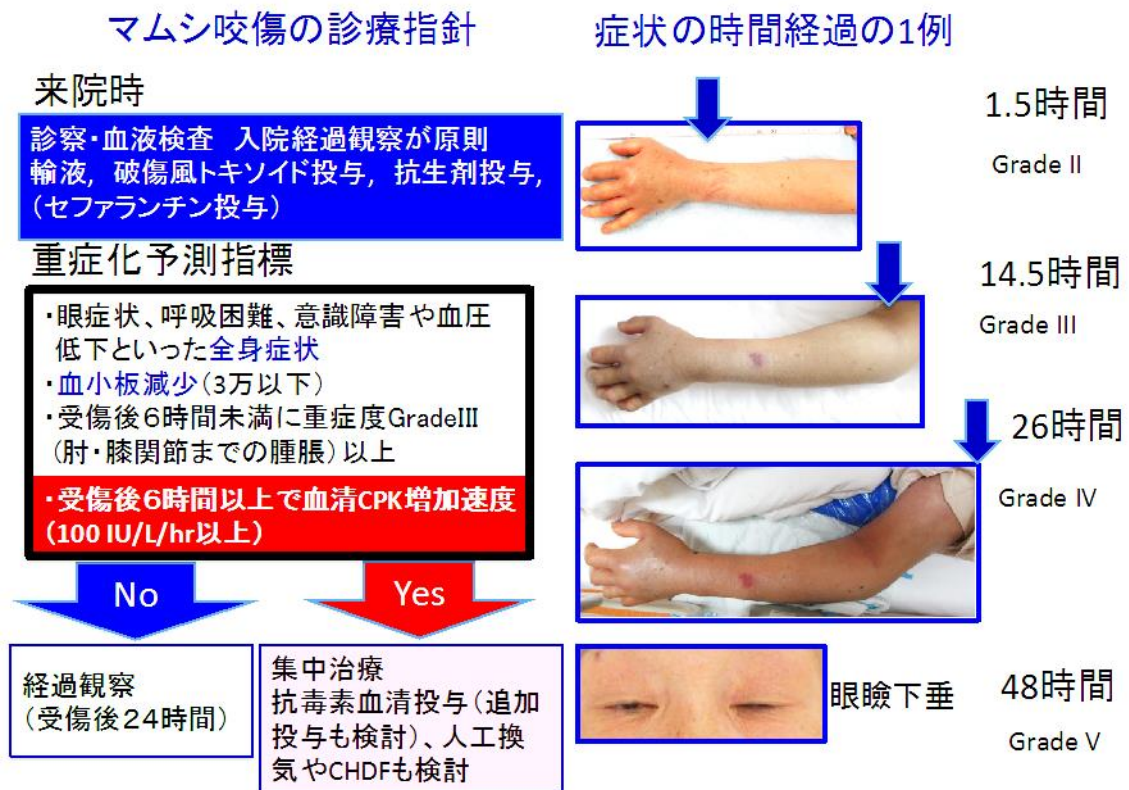 マムシ咬傷の診療指針
来院時
診察・血液検査　入院経過観察が原則
輸液, 破傷風トキソイド投与, 抗生剤投与,
(セファランチン投与)
重症化予測指標
・眼症状、呼吸困難、意識障害や血圧
低下といった全身症状
・血小板減少(3万以下)
・受傷後6時間未満に重症度GradeIII
(肘・膝関節までの腫脹)以上
・受傷後6時間以上で血清CPK増加速度
(100 IU/L/hr以上)
No
Yes
経過観察
(受傷後24時間)
集中治療
抗毒素血清投与(追加
投与も検討)、人工換
気やCHDFも検討
症状の時間経過の1例
1.5時間
Grade II
14.5時間
Grade III
26時間
Grade IV
眼瞼下垂
48時間
Grade V